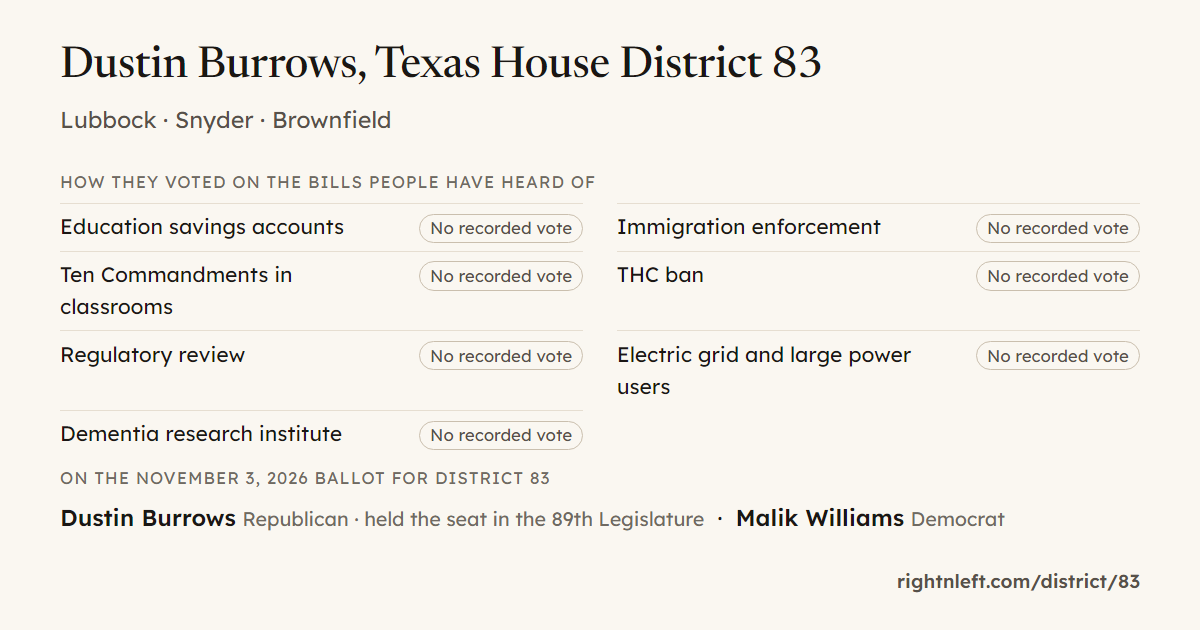 Dustin Burrows, Texas House District 83
Lubbock · Snyder · Brownfield
HOW THEY VOTED ON THE BILLS PEOPLE HAVE HEARD OF
Education savings accounts No recorded vote
Immigration enforcement No recorded vote
Ten Commandments in No recorded vote
classrooms
THC ban No recorded vote
Regulatory review No recorded vote
Electric grid and large power No recorded vote
users
Dementia research institute No recorded vote
ON THE NOVEMBER 3, 2026 BALLOT FOR DISTRICT 83
Dustin Burrows Republican · held the seat in the 89th Legislature · Malik Williams Democrat
rightnleft.com/district/83